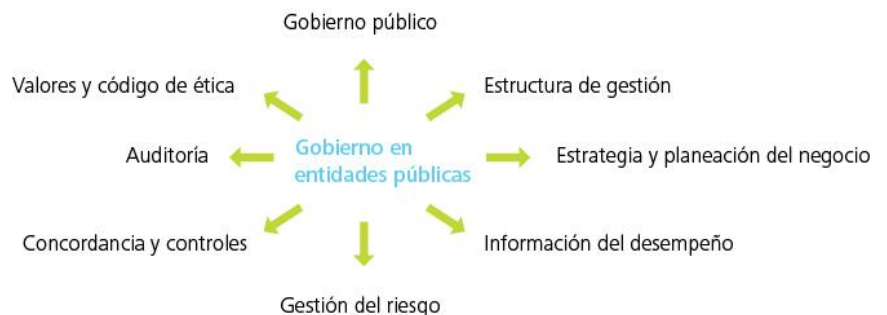 Gobierno público
Valores y código de ética
Estructura de gestión
Auditoría
Gobierno en
entidades públicas
Estrategia y planeación del negocio
Concordancia y controles
Información del desempeño
Gestión del riesgo